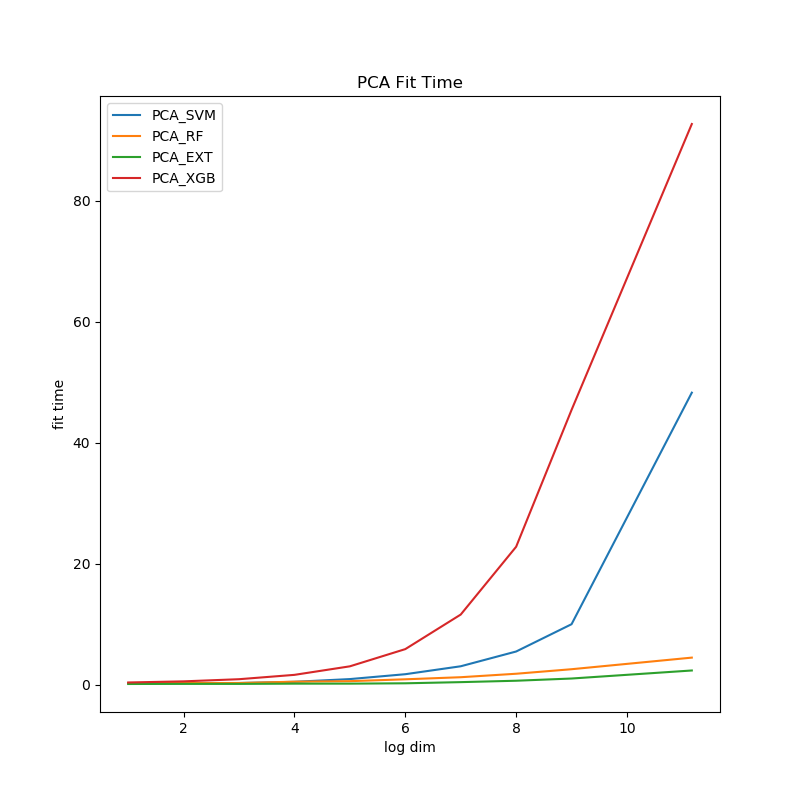 PCA Fit Time
PCA_SVM
PCA_RF
PCA_EXT
PCA_XGB
80
60
40
20
0
fit time
2 4 6 8 10
log dim